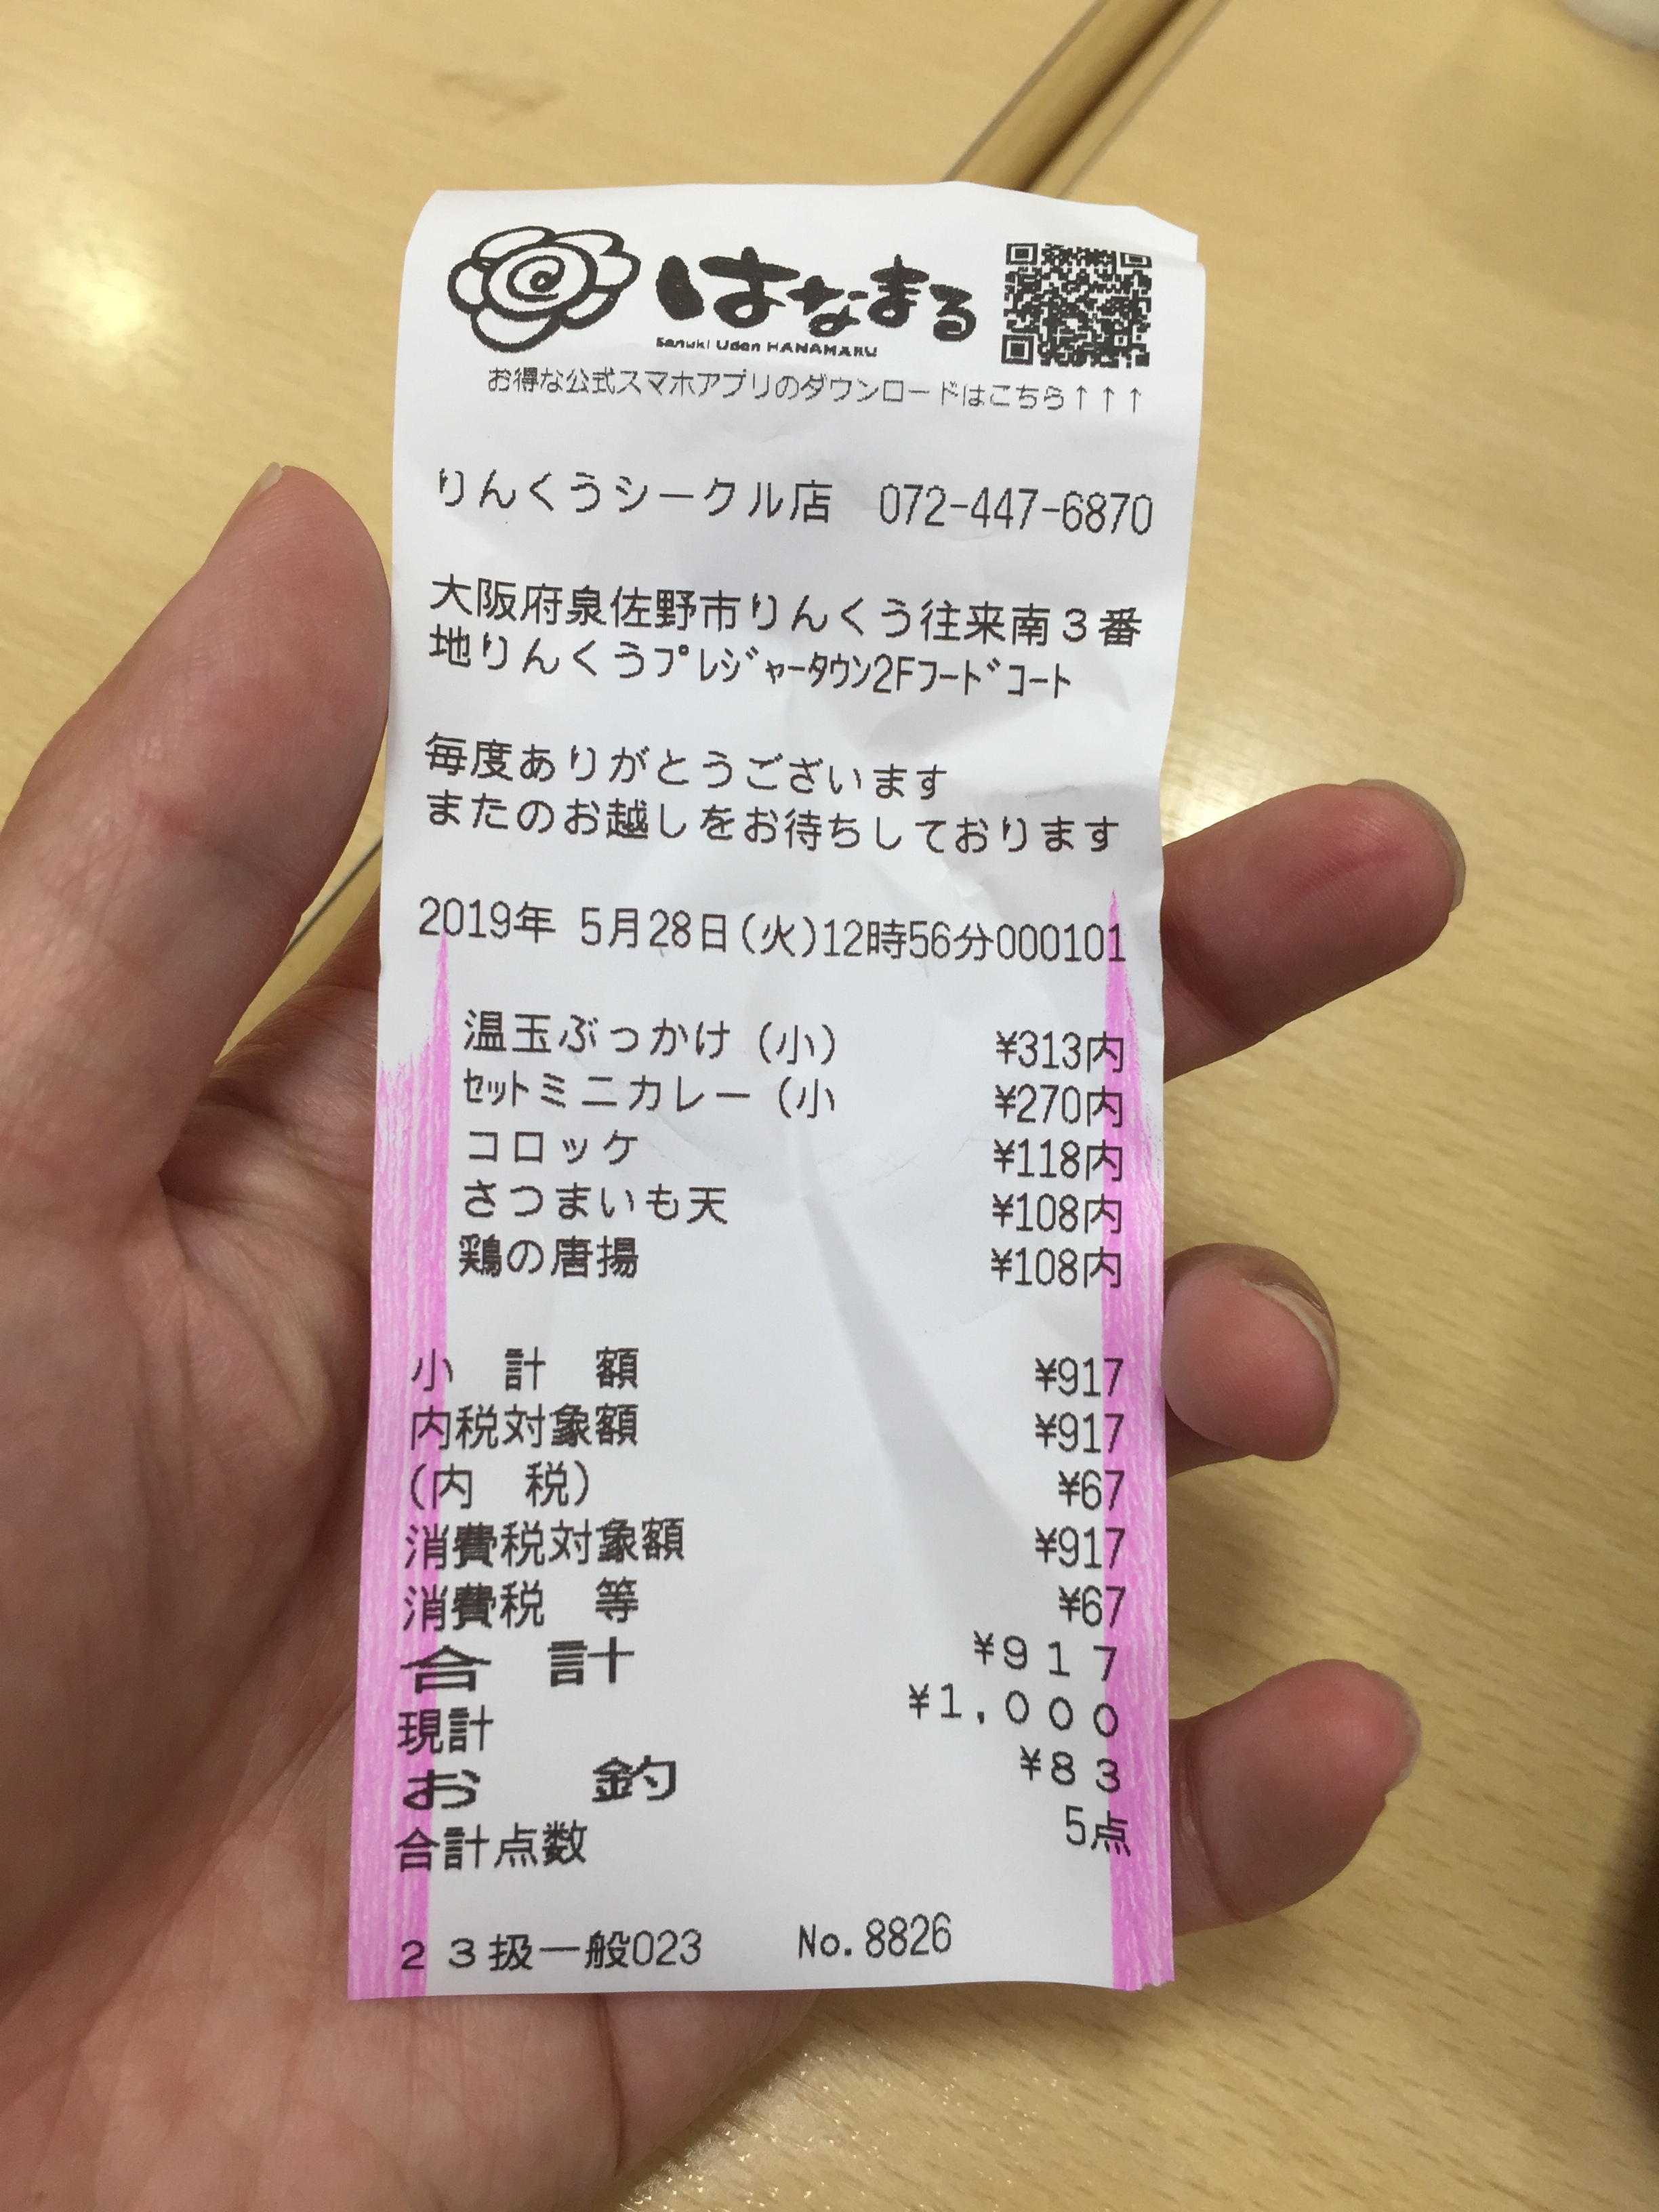 はなまる
Sanuki Udon HANAMARU
お得な公式スマホアプリのダウンロードはこちら↑↑↑
りんくうシークル店 072-447-6870
大阪府泉佐野市りんくう往来南３番
地りんくうﾌﾟﾚｼﾞｬｰﾀｳﾝ2Fﾌｰﾄﾞｺｰﾄ
毎度ありがとうございます
またのお越しをお待ちしております
2019年 5月28日(火)12時56分000101
温玉ぶっかけ（小） ¥313内
ｾｯﾄミニカレー（小 ¥270内
コロッケ ¥118内
さつまいも天 ¥108内
鶏の唐揚 ¥108内
小 計 額 ¥917
内税対象額 ¥917
(内 税) ¥67
消費税対象額 ¥917
消費税 等 ¥67
合 計 ¥９１７
現計 ¥１,０００
お 釣 ¥８３
合計点数 5点
２３扱一般023 No.8826